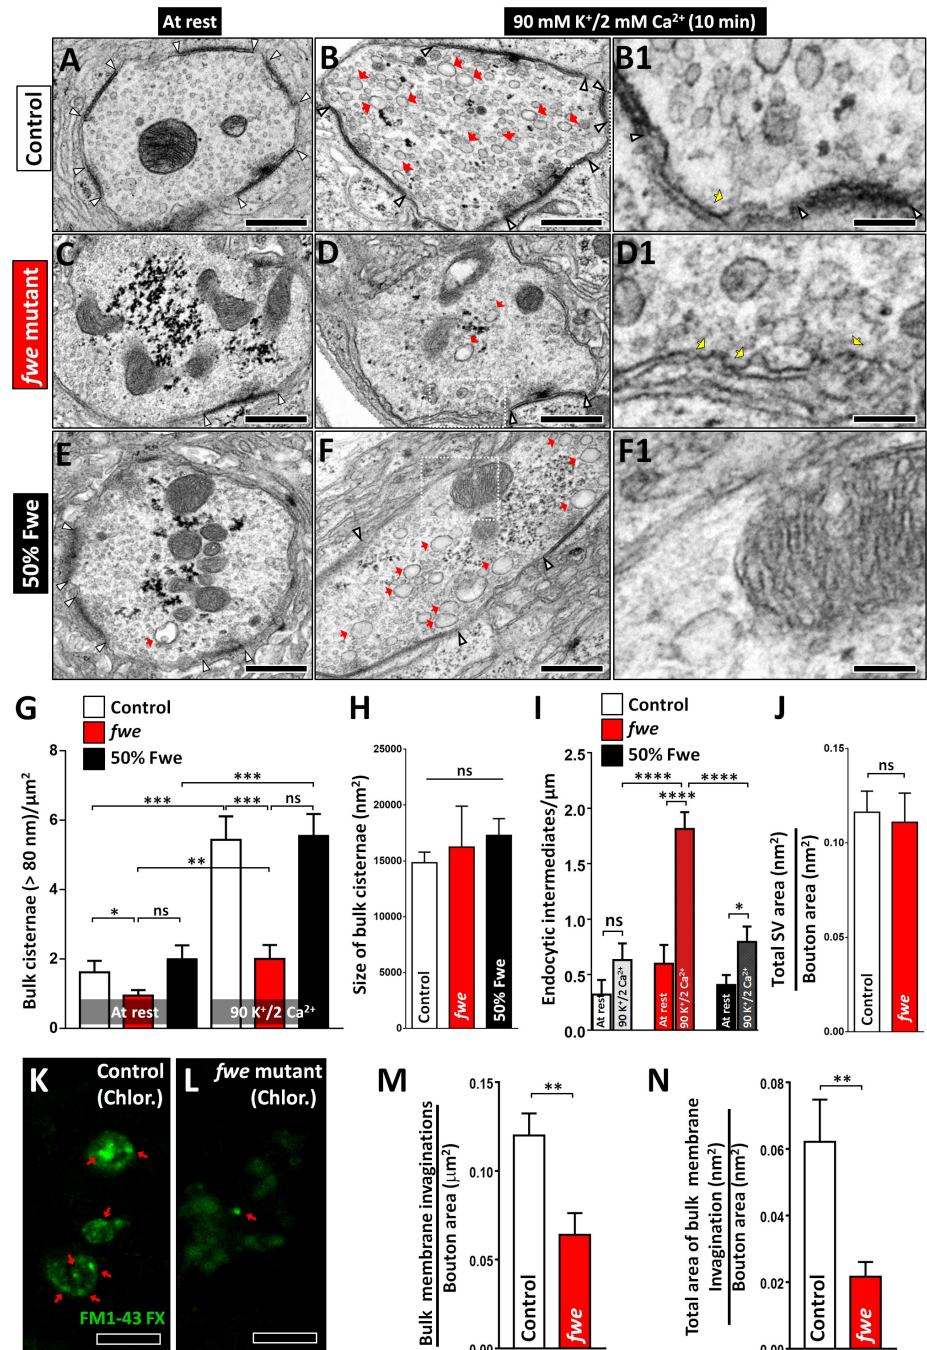 At rest
90 mM K⁺/2 mM Ca²⁺ (10 min)
Control
A
B
B1
fwe mutant
C
D
D1
50% Fwe
E
F
F1
G
Control
fwe
50% Fwe
Bulk cisternae (> 80 nm)/µm²
8
6
4
2
0
***
***
***
ns
**
*
ns
At rest
90 K⁺/2 Ca²⁺
H
Size of bulk cisternae (nm²)
25000
20000
15000
10000
5000
0
ns
Control
fwe
50% Fwe
I
Control
fwe
50% Fwe
Endocytic intermediates/µm
2.5
2.0
1.5
1.0
0.5
0.0
****
****
****
ns
*
At rest
90 K⁺/2 Ca²⁺
At rest
90 K⁺/2 Ca²⁺
At rest
90 K⁺/2 Ca²⁺
J
Total SV area (nm²)
Bouton area (nm²)
0.15
0.10
0.05
0.00
ns
Control
fwe
K
Control
(Chlor.)
FM1-43 FX
L
fwe mutant
(Chlor.)
M
Bulk membrane invaginations
Bouton area (µm²)
0.15
0.10
0.05
0.00
**
Control
fwe
N
Total area of bulk membrane
Invagination (nm²)
Bouton area (nm²)
0.08
0.06
0.04
0.02
0.00
**
Control
fwe